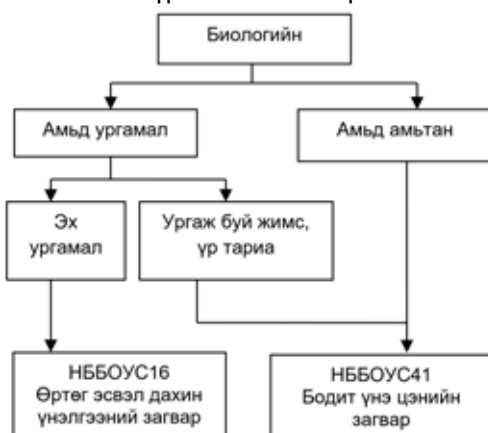 Биологийн
Амьд ургамал
Амьд амьтан
Эх
ургамал
Ургаж буй жимс,
үр тариа
НББОУС16
Өртөг эсвэл дахин
үнэлгээний загвар
НББОУС41
Бодит үнэ цэнийн
загвар